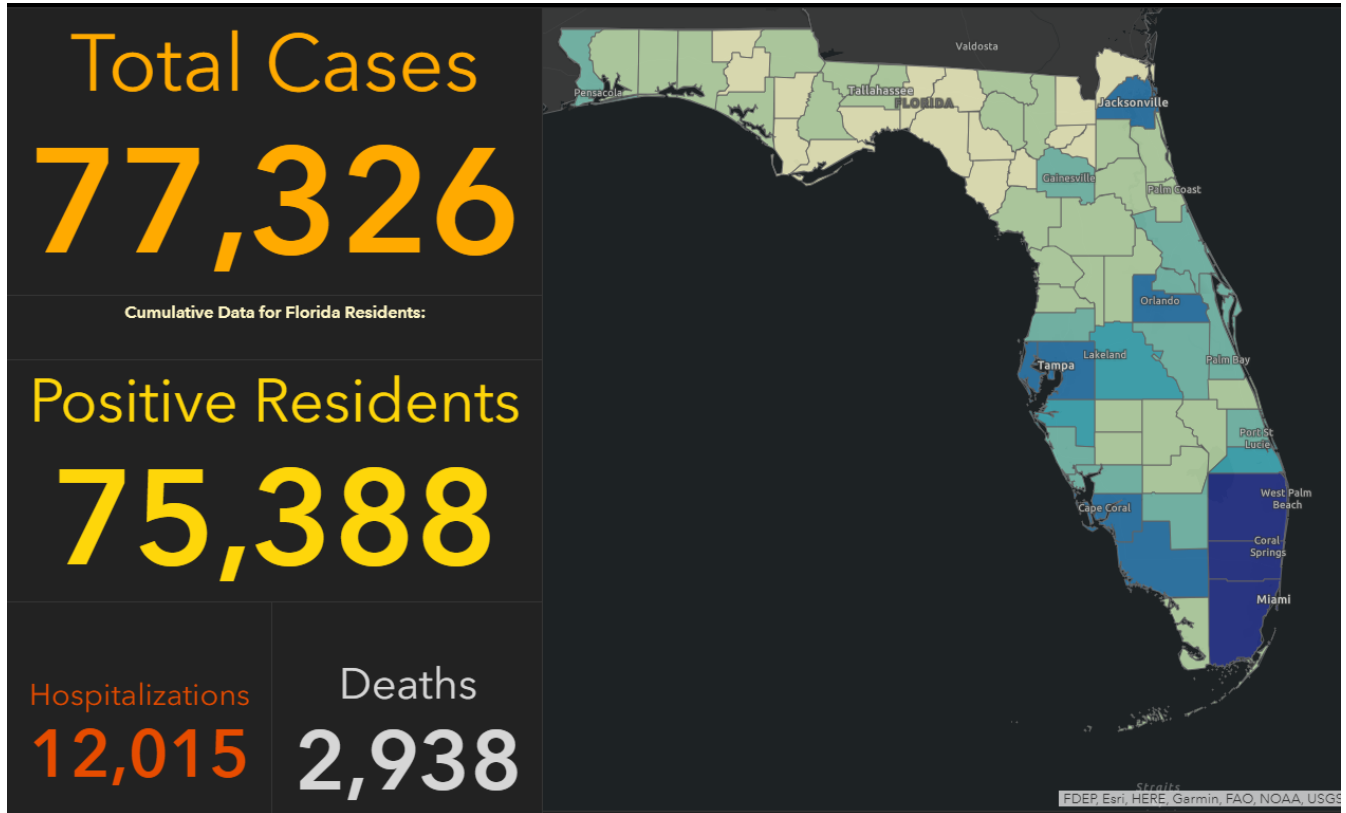 Total Cases
77,326
Cumulative Data for Florida Residents:
Positive Residents
75,388
Hospitalizations
12,015
Deaths
2,938
Valdosta
Pensacola
Tallahassee
FLORIDA
Jacksonville
Gainesville
Palm Coast
Orlando
Lakeland
Tampa
Palm Bay
Port St
Lucie
West Palm
Beach
Cape Coral
Coral
Springs
Miami
Straits
FDEP, Esri, HERE, Garmin, FAO, NOAA, USGS